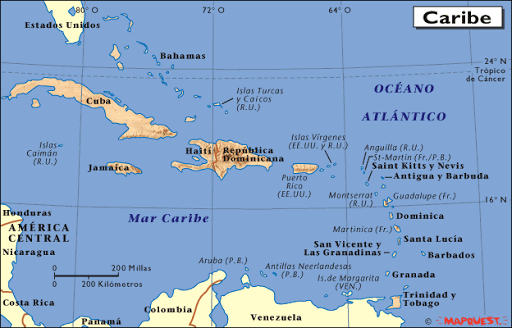 80° O
72° O
64° O
Caribe
Estados Unidos
Bahamas
24° N
Trópico
de Cáncer
Islas Turcas
y Caicos
(R.U.)
OCÉANO
ATLÁNTICO
Cuba
Islas
Caimán
(R.U.)
Haití
República
Dominicana
Islas Vírgenes
(EE.UU. y R.U.)
Anguilla (R.U.)
St-Martin (Fr./P.B.)
Saint Kitts y Nevis
Antigua y Barbuda
Jamaica
Puerto
Rico
(EE.UU.)
Montserrat
(R.U.)
Guadalupe (Fr.)
16° N
Honduras
Mar Caribe
Dominica
AMÉRICA
CENTRAL
Martinica (Fr.)
Santa Lucía
Nicaragua
San Vicente y
Las Granadinas
Barbados
Aruba (P.B.)
Antillas Neerlandesas
(P.B.)
0 200 Millas
0 200 Kilómetros
Is. de Margarita
(VEN.)
Granada
Costa Rica
Trinidad y
Tobago
Panamá
Colombia
Venezuela
© MAPQUEST.